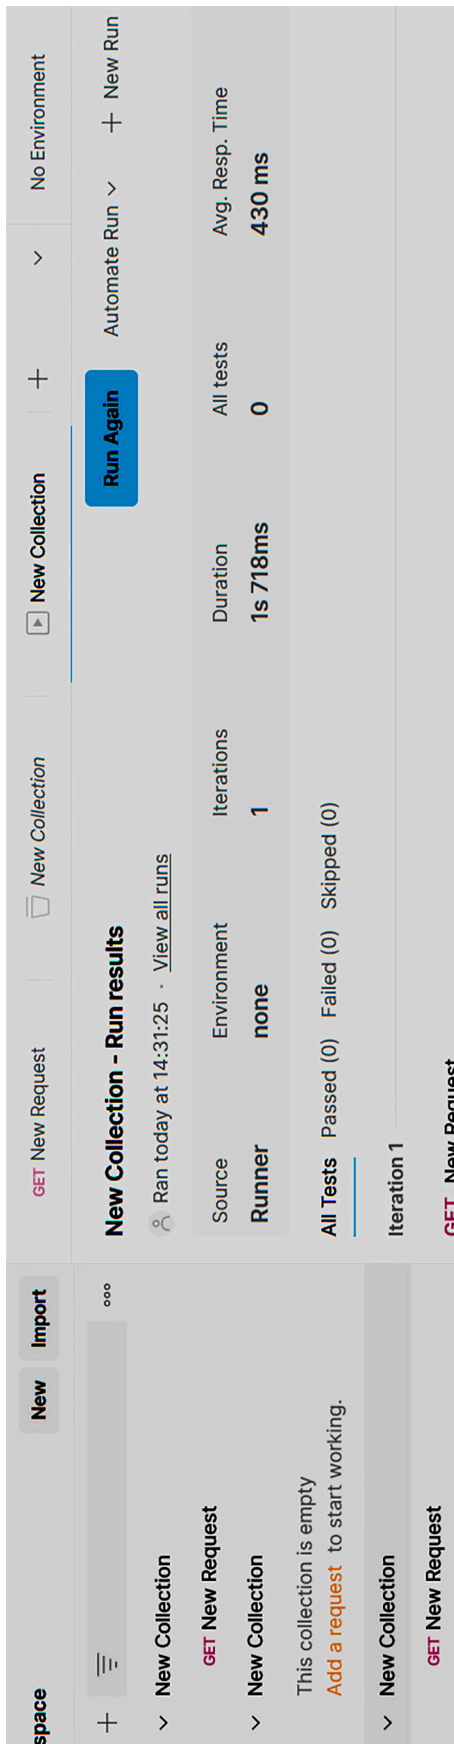 space
New Import
New Collection
GET New Request
New Collection
This collection is empty
Add a request to start working.
New Collection
GET New Request
GET New Request
New Collection
New Collection
No Environment
New Collection - Run results
Run Again
Automate Run
New Run
Ran today at 14:31:25 · View all runs
Source Environment Iterations Duration All tests Avg. Resp. Time
Runner none 1 1s 718ms 0 430 ms
All Tests Passed (0) Failed (0) Skipped (0)
Iteration 1
GET New Request